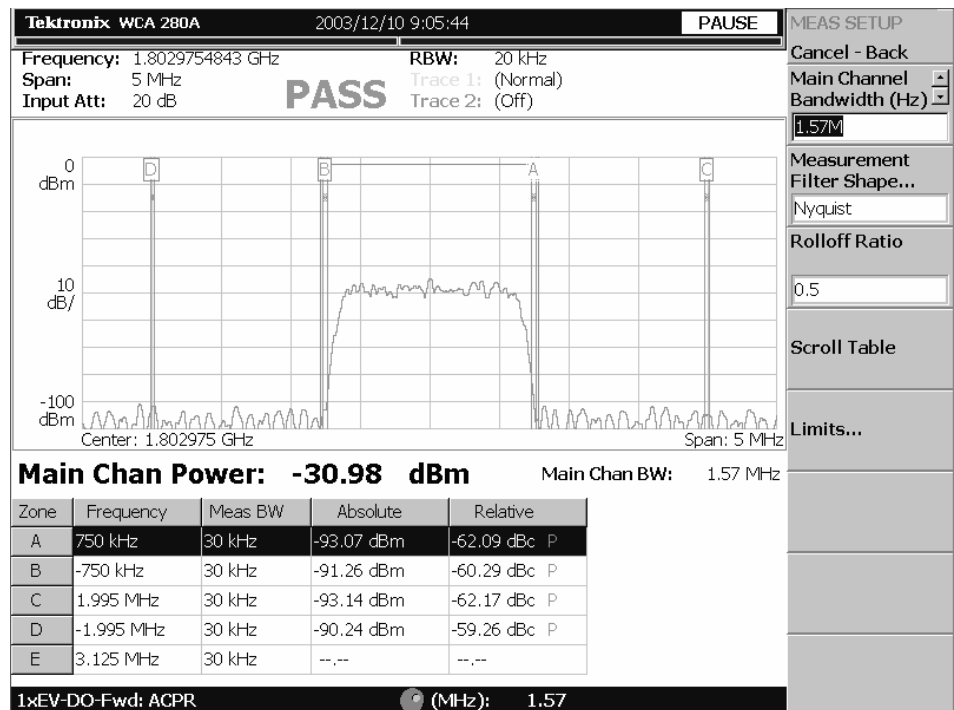 Tektronix WCA 280A 2003/12/10 9:05:44 PAUSE
Frequency: 1.8029754843 GHz RBW: 20 kHz
Span: 5 MHz Trace 1: (Normal)
Input Att: 20 dB Trace 2: (Off)
PASS
0
dBm
D B A C
10
dB/
-100
dBm
Center: 1.802975 GHz Span: 5 MHz
Main Chan Power: -30.98 dBm Main Chan BW: 1.57 MHz
Zone Frequency Meas BW Absolute Relative
A 750 kHz 30 kHz -93.07 dBm -62.09 dBc P
B -750 kHz 30 kHz -91.26 dBm -60.29 dBc P
C 1.995 MHz 30 kHz -93.14 dBm -62.17 dBc P
D -1.995 MHz 30 kHz -90.24 dBm -59.26 dBc P
E 3.125 MHz 30 kHz --.-- --.--
1xEV-DO-Fwd: ACPR (MHz): 1.57
MEAS SETUP
Cancel - Back
Main Channel
Bandwidth (Hz)
1.57M
Measurement
Filter Shape...
Nyquist
Rolloff Ratio
0.5
Scroll Table
Limits...